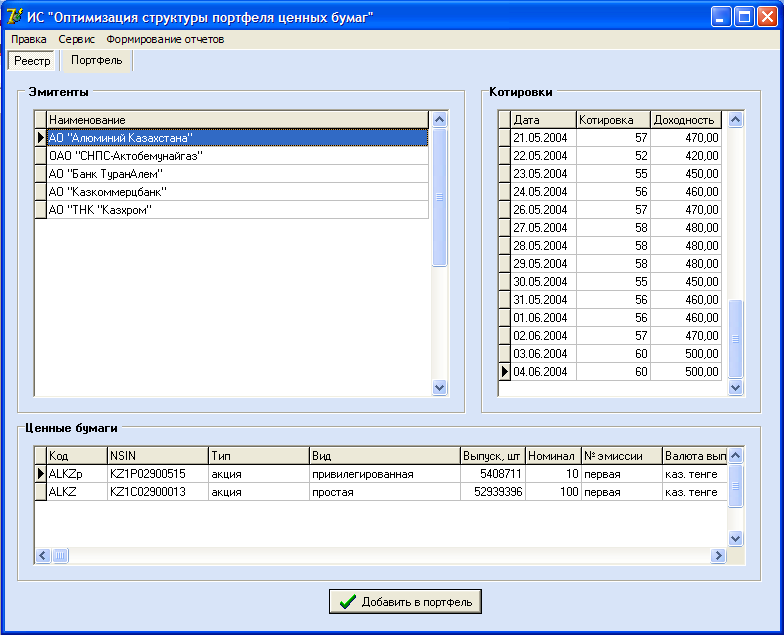 ИС "Оптимизация структуры портфеля ценных бумаг"
Правка Сервис Формирование отчетов
Реестр Портфель
Эмитенты
Наименование
АО "Алюминий Казахстана"
ОАО "СНПС-Актобемунайгаз"
АО "Банк ТуранАлем"
АО "Казкоммерцбанк"
АО "ТНК "Казхром"
Котировки
Дата Котировка Доходность
21.05.2004 57 470,00
22.05.2004 52 420,00
23.05.2004 55 450,00
24.05.2004 56 460,00
26.05.2004 57 470,00
27.05.2004 58 480,00
28.05.2004 58 480,00
29.05.2004 58 480,00
30.05.2004 55 450,00
31.05.2004 56 460,00
01.06.2004 56 460,00
02.06.2004 57 470,00
03.06.2004 60 500,00
04.06.2004 60 500,00
Ценные бумаги
Код NSIN Тип Вид Выпуск, шт Номинал № эмиссии Валюта вып
ALKZp KZ1P02900515 акция привилегированная 5408711 10 первая каз. тенге
ALKZ KZ1C02900013 акция простая 52939396 100 первая каз. тенге
Добавить в портфель